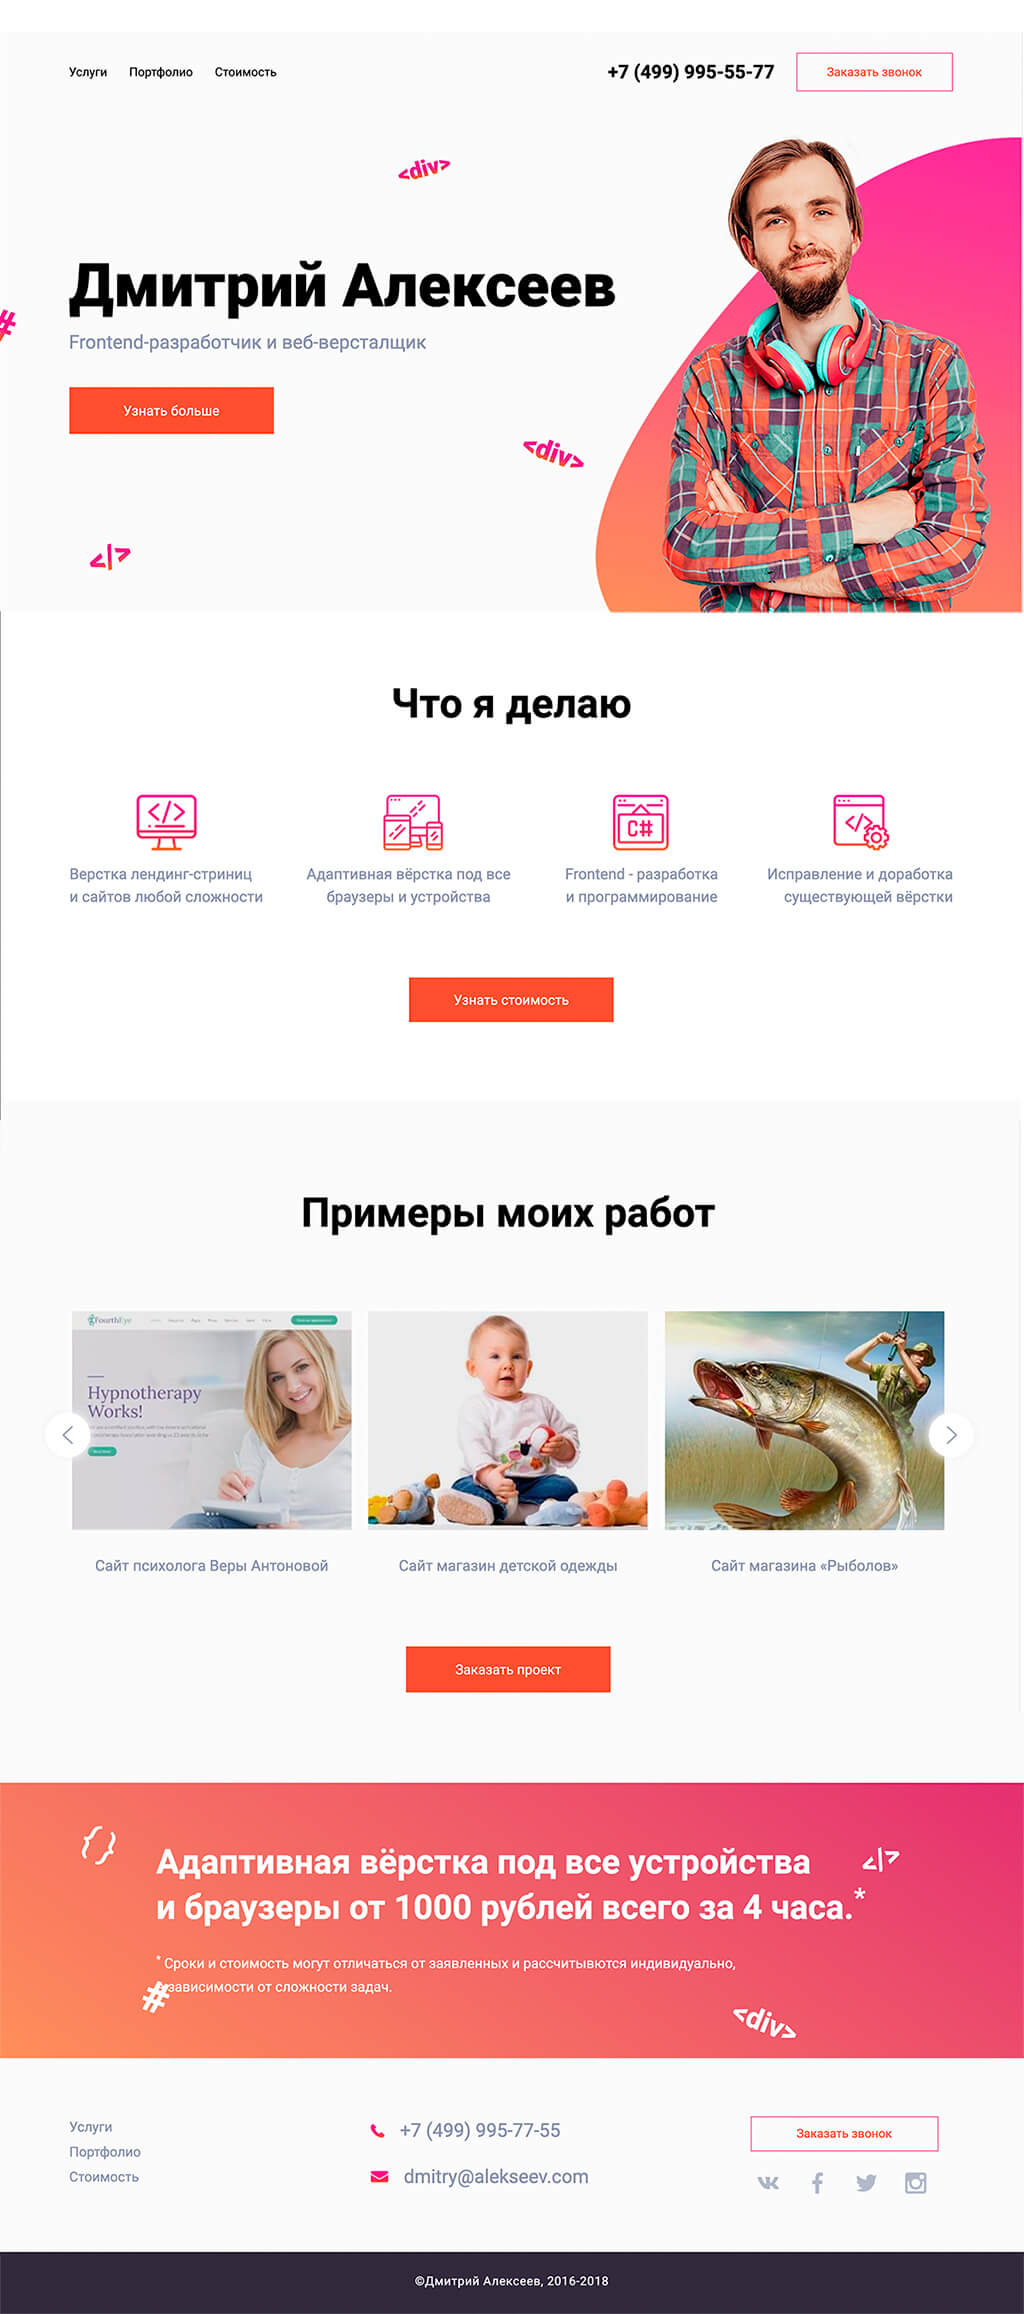 Услуги Портфолио Стоимость +7 (499) 995-55-77 Заказать звонок
<div>
Дмитрий Алексеев
#
Frontend-разработчик и веб-версталщик
Узнать больше
<div>
</>
Что я делаю
</>
C#
</>
Верстка лендинг-стриниц
и сайтов любой сложности
Адаптивная вёрстка под все
браузеры и устройства
Frontend - разработка
и программирование
Исправление и доработка
существующей вёрстки
Узнать стоимость
Примеры моих работ
FourthEye
Hypnotherapy
Works!
Сайт психолога Веры Антоновой
Сайт магазин детской одежды
Сайт магазина «Рыболов»
Заказать проект
{}
Адаптивная вёрстка под все устройства
</>
и браузеры от 1000 рублей всего за 4 часа.*
* Сроки и стоимость могут отличаться от заявленных и рассчитывются индивидуально,
зависимости от сложности задач.
#
<div>
Услуги
Портфолио
Стоимость
+7 (499) 995-77-55
dmitry@alekseev.com
Заказать звонок
©Дмитрий Алексеев, 2016-2018